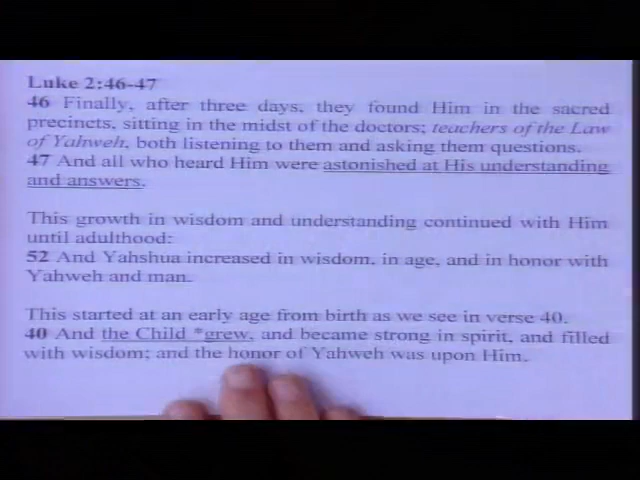 Luke 2:46-47
46 Finally, after three days, they found Him in the sacred
precincts, sitting in the midst of the doctors; teachers of the Law
of Yahweh, both listening to them and asking them questions.
47 And all who heard Him were astonished at His understanding
and answers.
This growth in wisdom and understanding continued with Him
until adulthood:
52 And Yahshua increased in wisdom, in age, and in honor with
Yahweh and man.
This started at an early age from birth as we see in verse 40.
40 And the Child *grew, and became strong in spirit, and filled
with wisdom; and the honor of Yahweh was upon Him.